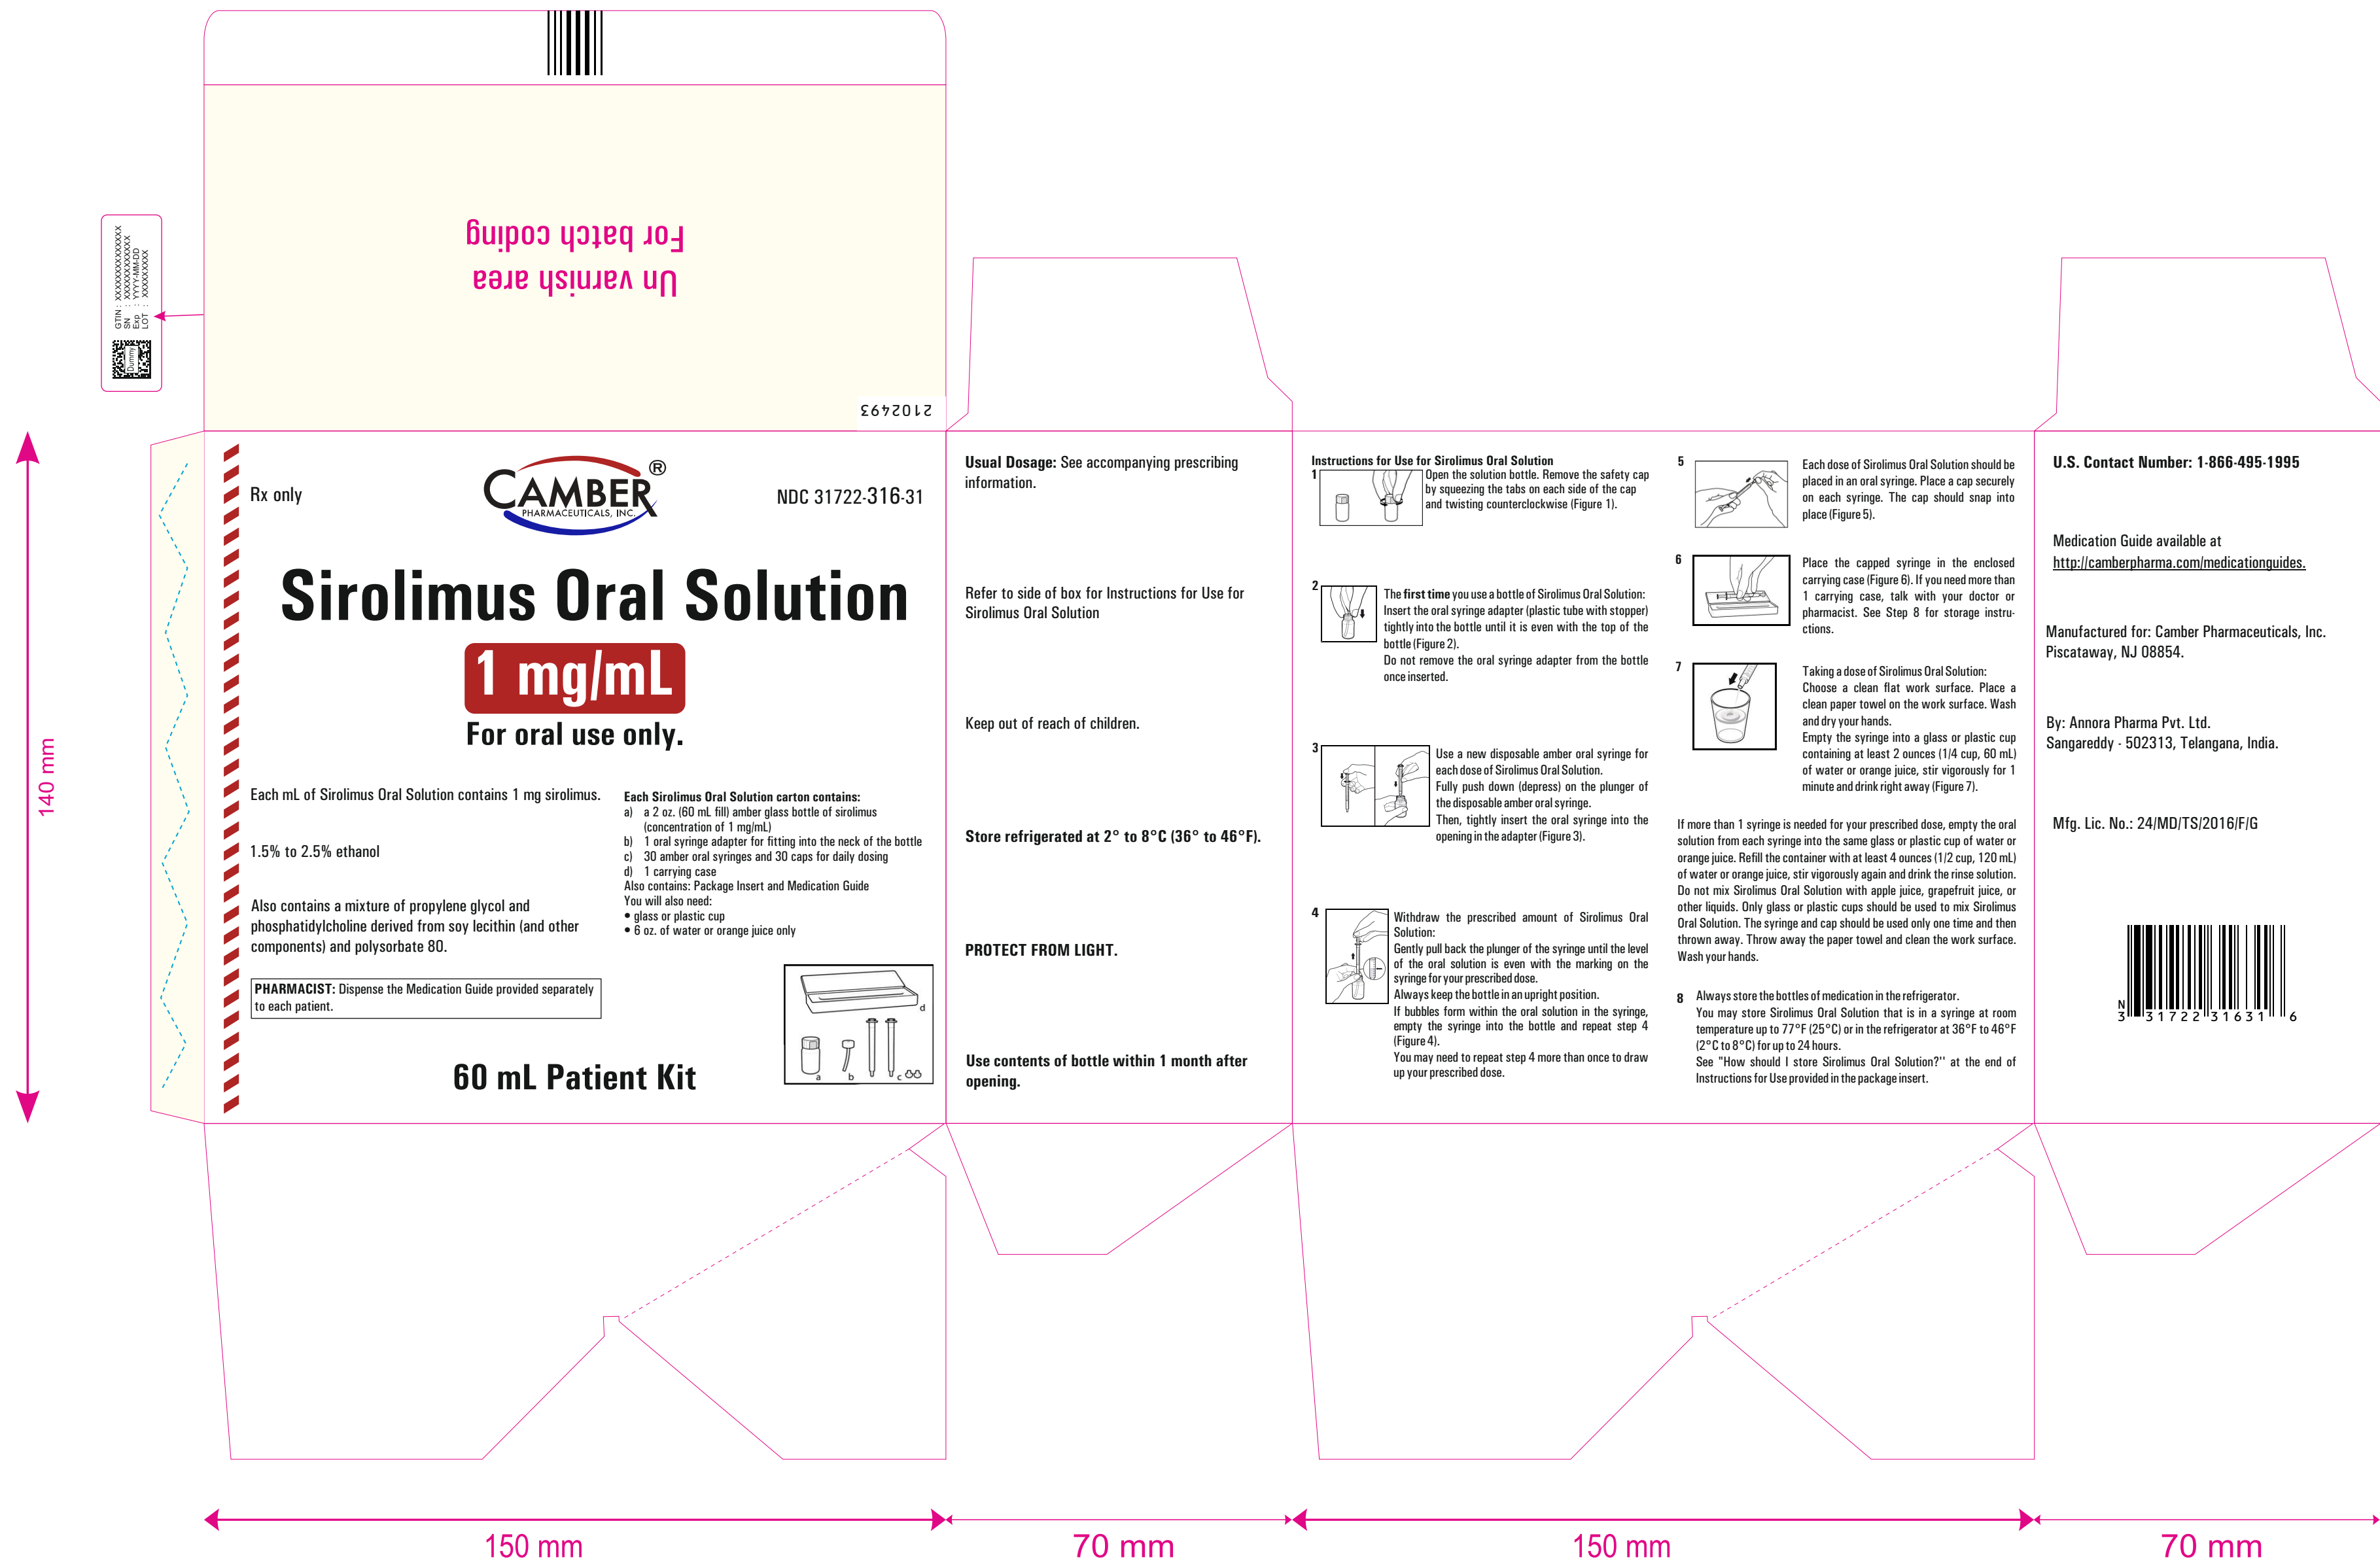 For batch coding
Un varnish area
2102493
GTIN : XXXXXXXXXXXXXX
SN : XXXXXXXXXXXX
Exp : YYYY-MM-DD
LOT : XXXXXXXXX
Dummy
Rx only
CAMBER®
PHARMACEUTICALS, INC.
NDC 31722-316-31
Sirolimus Oral Solution
1 mg/mL
For oral use only.
Each mL of Sirolimus Oral Solution contains 1 mg sirolimus.
1.5% to 2.5% ethanol
Also contains a mixture of propylene glycol and
phosphatidylcholine derived from soy lecithin (and other
components) and polysorbate 80.
PHARMACIST: Dispense the Medication Guide provided separately
to each patient.
Each Sirolimus Oral Solution carton contains:
a) a 2 oz. (60 mL fill) amber glass bottle of sirolimus
(concentration of 1 mg/mL)
b) 1 oral syringe adapter for fitting into the neck of the bottle
c) 30 amber oral syringes and 30 caps for daily dosing
d) 1 carrying case
Also contains: Package Insert and Medication Guide
You will also need:
• glass or plastic cup
• 6 oz. of water or orange juice only
d
a b c
60 mL Patient Kit
Usual Dosage: See accompanying prescribing
information.
Refer to side of box for Instructions for Use for
Sirolimus Oral Solution
Keep out of reach of children.
Store refrigerated at 2° to 8°C (36° to 46°F).
PROTECT FROM LIGHT.
Use contents of bottle within 1 month after
opening.
Instructions for Use for Sirolimus Oral Solution
1
Open the solution bottle. Remove the safety cap
by squeezing the tabs on each side of the cap
and twisting counterclockwise (Figure 1).
2
The first time you use a bottle of Sirolimus Oral Solution:
Insert the oral syringe adapter (plastic tube with stopper)
tightly into the bottle until it is even with the top of the
bottle (Figure 2).
Do not remove the oral syringe adapter from the bottle
once inserted.
3
Use a new disposable amber oral syringe for
each dose of Sirolimus Oral Solution.
Fully push down (depress) on the plunger of
the disposable amber oral syringe.
Then, tightly insert the oral syringe into the
opening in the adapter (Figure 3).
4
Withdraw the prescribed amount of Sirolimus Oral
Solution:
Gently pull back the plunger of the syringe until the level
of the oral solution is even with the marking on the
syringe for your prescribed dose.
Always keep the bottle in an upright position.
If bubbles form within the oral solution in the syringe,
empty the syringe into the bottle and repeat step 4
(Figure 4).
You may need to repeat step 4 more than once to draw
up your prescribed dose.
5
Each dose of Sirolimus Oral Solution should be
placed in an oral syringe. Place a cap securely
on each syringe. The cap should snap into
place (Figure 5).
6
Place the capped syringe in the enclosed
carrying case (Figure 6). If you need more than
1 carrying case, talk with your doctor or
pharmacist. See Step 8 for storage instru-
ctions.
7
Taking a dose of Sirolimus Oral Solution:
Choose a clean flat work surface. Place a
clean paper towel on the work surface. Wash
and dry your hands.
Empty the syringe into a glass or plastic cup
containing at least 2 ounces (1/4 cup, 60 mL)
of water or orange juice, stir vigorously for 1
minute and drink right away (Figure 7).
If more than 1 syringe is needed for your prescribed dose, empty the oral
solution from each syringe into the same glass or plastic cup of water or
orange juice. Refill the container with at least 4 ounces (1/2 cup, 120 mL)
of water or orange juice, stir vigorously again and drink the rinse solution.
Do not mix Sirolimus Oral Solution with apple juice, grapefruit juice, or
other liquids. Only glass or plastic cups should be used to mix Sirolimus
Oral Solution. The syringe and cap should be used only one time and then
thrown away. Throw away the paper towel and clean the work surface.
Wash your hands.
8 Always store the bottles of medication in the refrigerator.
You may store Sirolimus Oral Solution that is in a syringe at room
temperature up to 77°F (25°C) or in the refrigerator at 36°F to 46°F
(2°C to 8°C) for up to 24 hours.
See "How should I store Sirolimus Oral Solution?'' at the end of
Instructions for Use provided in the package insert.
U.S. Contact Number: 1-866-495-1995
Medication Guide available at
http://camberpharma.com/medicationguides.
Manufactured for: Camber Pharmaceuticals, Inc.
Piscataway, NJ 08854.
By: Annora Pharma Pvt. Ltd.
Sangareddy - 502313, Telangana, India.
Mfg. Lic. No.: 24/MD/TS/2016/F/G
N
3 31722 31631 6
140 mm
150 mm
70 mm
150 mm
70 mm